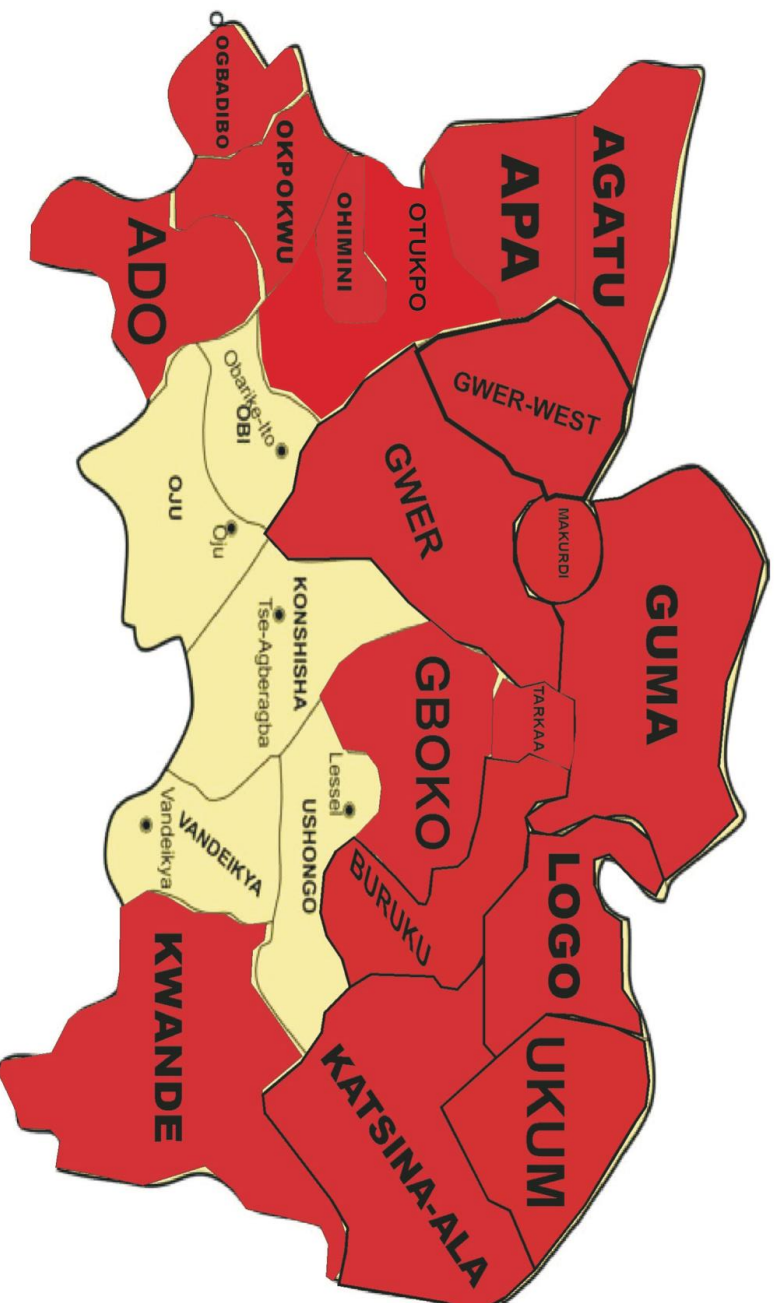 AGATU
APA
OTUKPO
OHIMINI
OKPOKWU
OGBADIBO
ADO
GWER-WEST
MAKURDI
GWER
Obarike-Ito
OBI
OJU
Oju
GUMA
TARKAA
GBOKO
KONSHISHA
Tse-Agberagba
LOGO
BURUKU
Lessel
USHONGO
VANDEIKYA
Vandeikya
UKUM
KATSINA-ALA
KWANDE